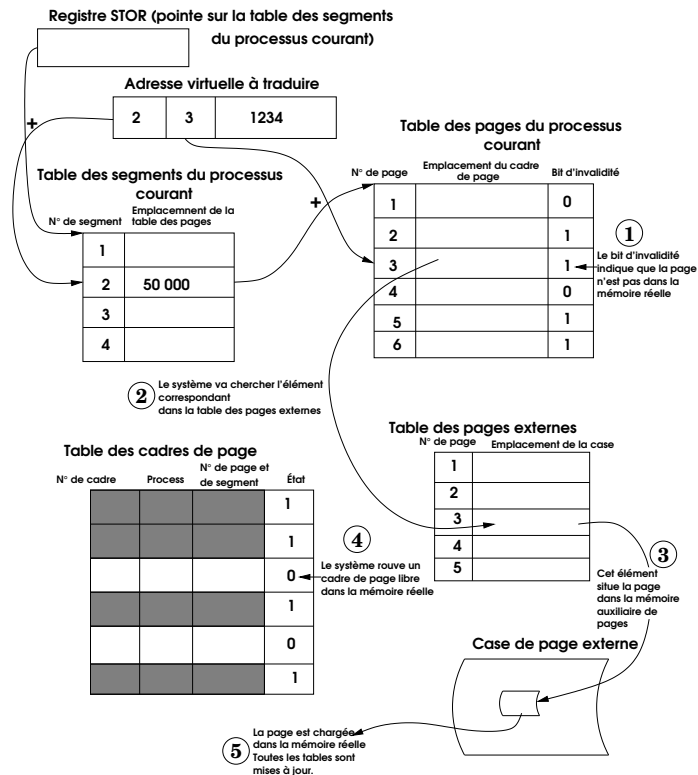 Registre STOR (pointe sur la table des segments
du processus courant)
Adresse virtuelle à traduire
2 3 1234
+
Table des segments du processus
courant
N° de segment
Emplacemnent de la
table des pages
1
2 50 000
3
4
+
Table des pages du processus
courant
N° de page
Emplacement du cadre
de page
Bit d'invalidité
1 0
2 1
3 1
4 0
5 1
6 1
1
Le bit d'invalidité
indique que la page
n'est pas dans la
mémoire réelle
2
Le système va chercher l'élément
correspondant
dans la table des pages externes
Table des pages externes
N° de page Emplacement de la case
1
2
3
4
5
3
Cet élément
situe la page
dans la mémoire
auxiliaire de
pages
Table des cadres de page
N° de cadre Process
N° de page et
de segment
État
1
1
0
1
0
1
4
Le système rouve un
cadre de page libre
dans la mémoire réelle
Case de page externe
5
La page est chargée
dans la mémoire réelle
Toutes les tables sont
mises à jour.